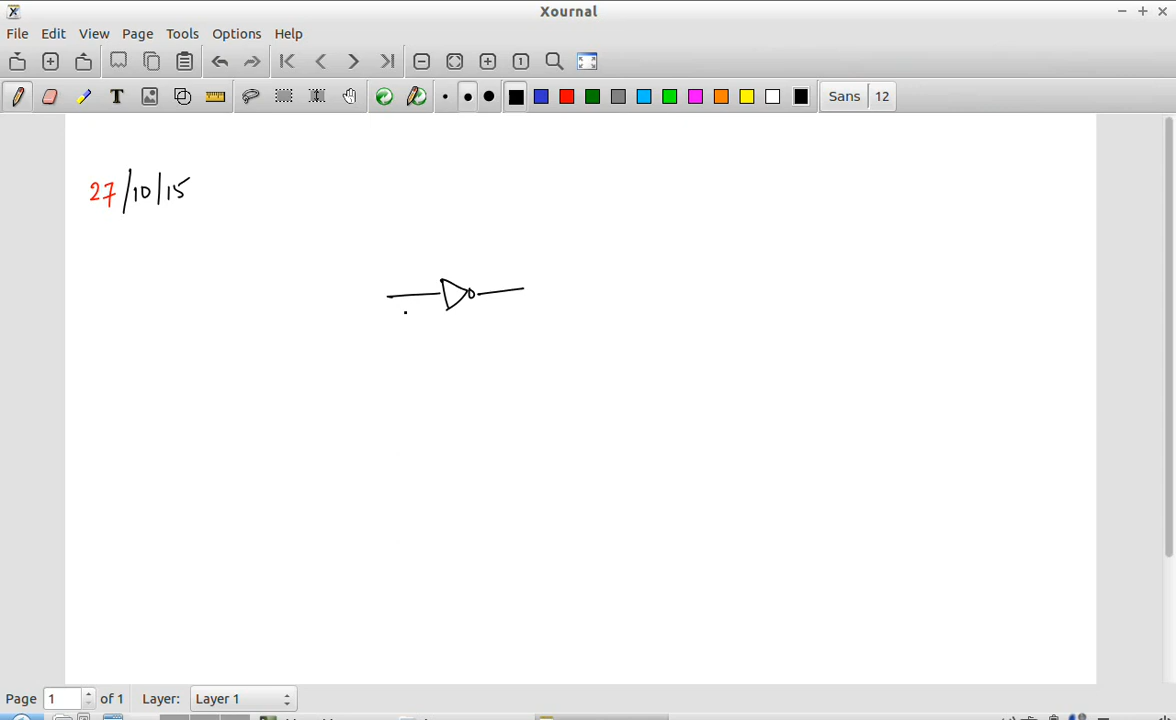 Xournal
File Edit View Page Tools Options Help
Sans 12
27/10/15
Page 1 of 1 Layer: Layer 1